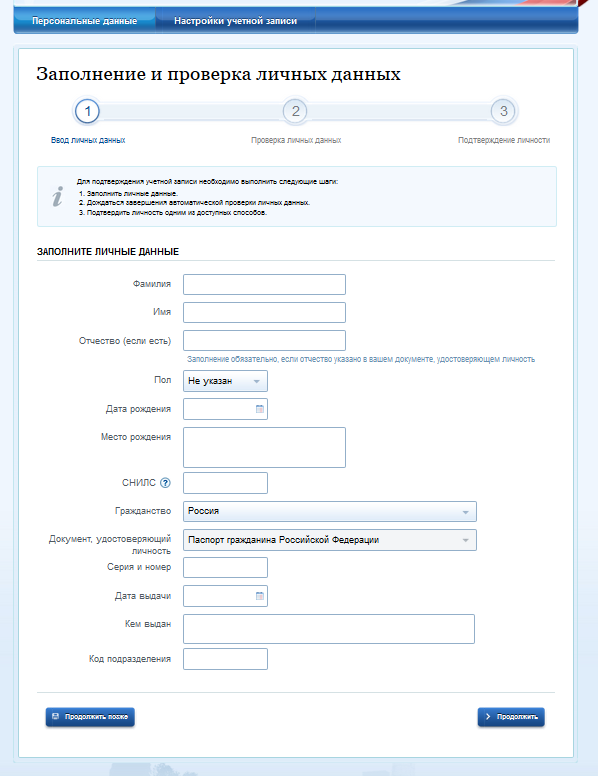 Персональные данные Настройки учетной записи
Заполнение и проверка личных данных
1 2 3
Ввод личных данных Проверка личных данных Подтверждение личности
Для подтверждения учетной записи необходимо выполнить следующие шаги:
1. Заполнить личные данные.
2. Дождаться завершения автоматической проверки личных данных.
3. Подтвердить личность одним из доступных способов.
ЗАПОЛНИТЕ ЛИЧНЫЕ ДАННЫЕ
Фамилия
Имя
Отчество (если есть)
Заполнение обязательно, если отчество указано в вашем документе, удостоверяющем личность
Пол Не указан
Дата рождения
Место рождения
СНИЛС ?
Гражданство Россия
Документ, удостоверяющий личность Паспорт гражданина Российской Федерации
Серия и номер
Дата выдачи
Кем выдан
Код подразделения
Продолжить позже Продолжить